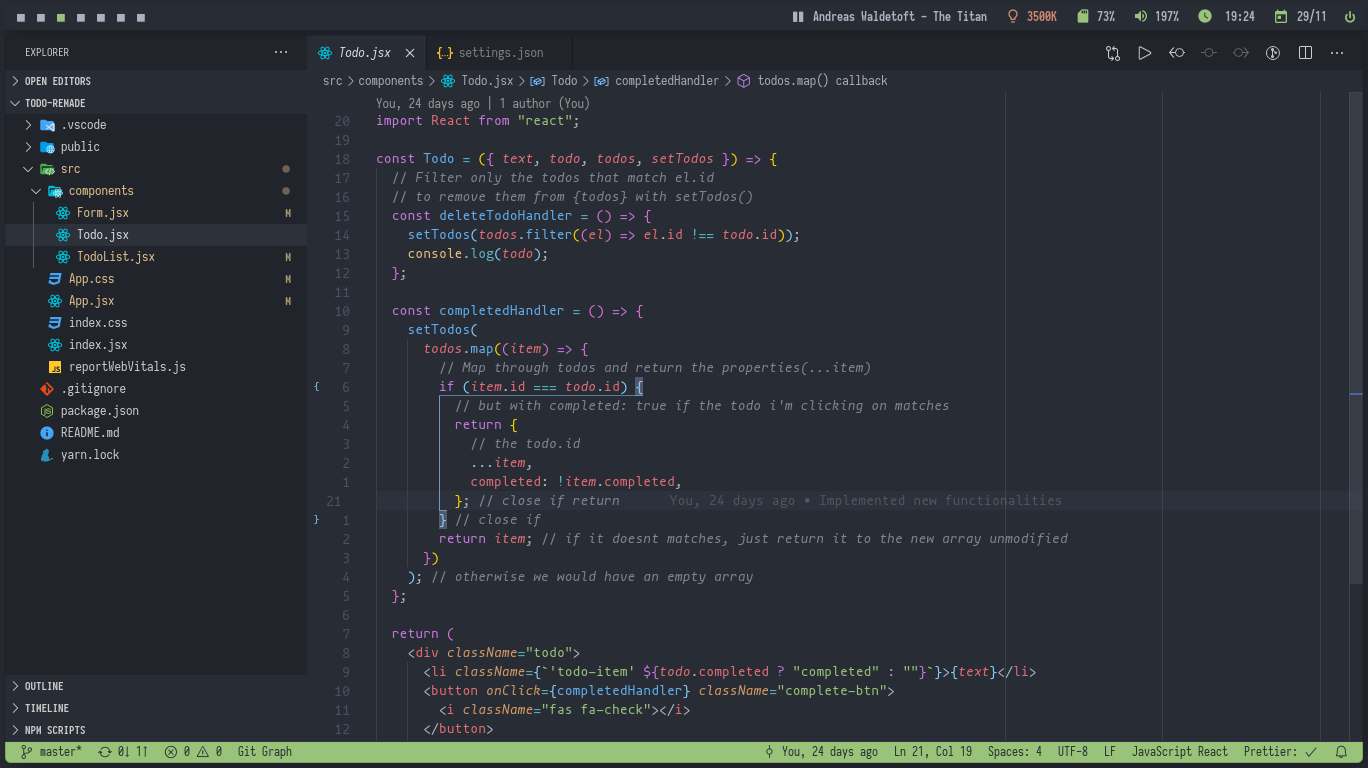 Andreas Waldetoft - The Titan 3500K 73% 197% 19:24 29/11
EXPLORER ...
OPEN EDITORS
TODO-REMADE
.vscode
public
src
components
Form.jsx M
Todo.jsx
TodoList.jsx M
App.css M
App.jsx M
index.css
index.jsx
JS reportWebVitals.js
.gitignore
package.json
README.md
yarn.lock
OUTLINE
TIMELINE
NPM SCRIPTS
Todo.jsx {..} settings.json
src > components > Todo.jsx > Todo > completedHandler > todos.map() callback
You, 24 days ago | 1 author (You)
20 import React from "react";
19
18 const Todo = ({ text, todo, todos, setTodos }) => {
17 // Filter only the todos that match el.id
16 // to remove them from {todos} with setTodos()
15 const deleteTodoHandler = () => {
14 setTodos(todos.filter((el) => el.id !== todo.id));
13 console.log(todo);
12 };
11
10 const completedHandler = () => {
9 setTodos(
8 todos.map((item) => {
7 // Map through todos and return the properties(...item)
{ 6 if (item.id === todo.id) {
5 // but with completed: true if the todo i'm clicking on matches
4 return {
3 // the todo.id
2 ...item,
1 completed: !item.completed,
21 }; // close if return You, 24 days ago • Implemented new functionalities
} 1 } // close if
2 return item; // if it doesnt matches, just return it to the new array unmodified
3 })
4 ); // otherwise we would have an empty array
5 };
6
7 return (
8 <div className="todo">
9 <li className={`'todo-item' ${todo.completed ? "completed" : ""}`}>{text}</li>
10 <button onClick={completedHandler} className="complete-btn">
11 <i className="fas fa-check"></i>
12 </button>
master* 0↓ 1↑ 0 0 Git Graph You, 24 days ago Ln 21, Col 19 Spaces: 4 UTF-8 LF JavaScript React Prettier: ✓